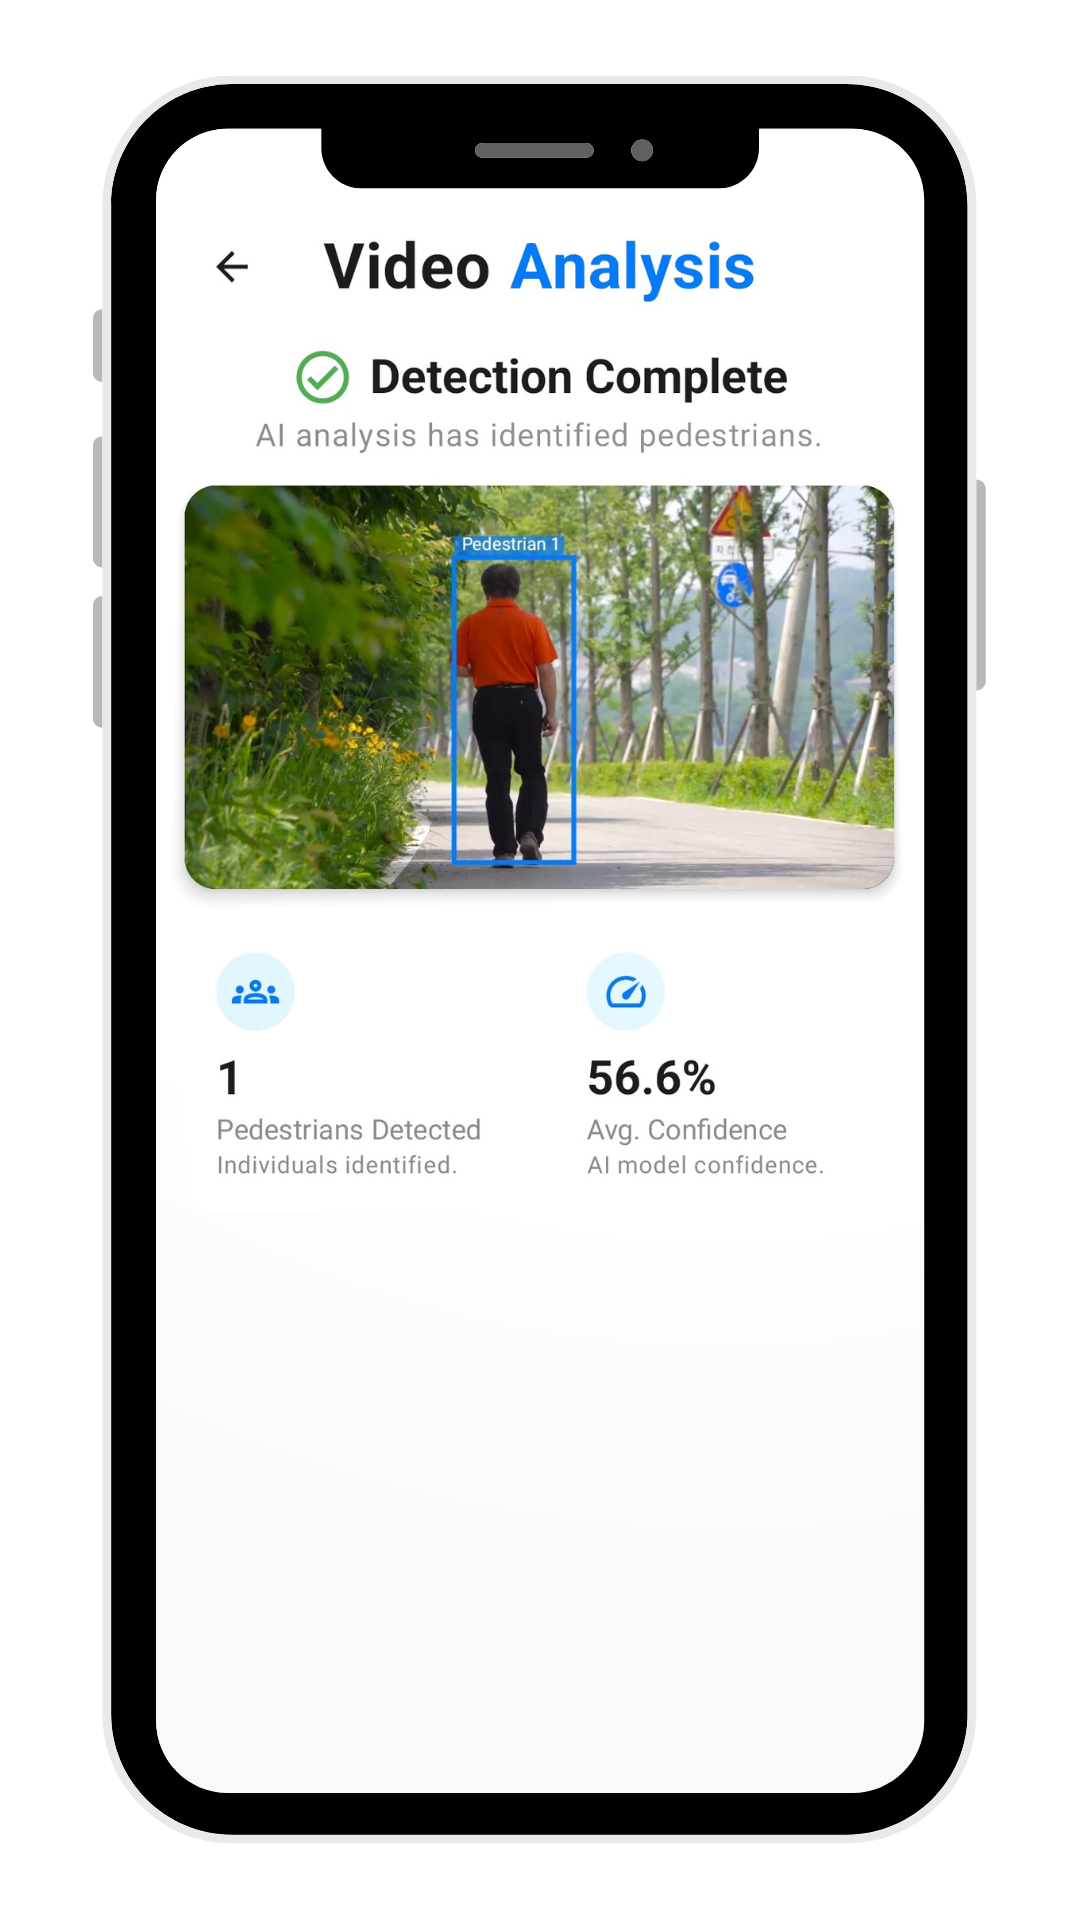 Video Analysis
Detection Complete
AI analysis has identified pedestrians.
Pedestrian 1
1
Pedestrians Detected
Individuals identified.
56.6%
Avg. Confidence
AI model confidence.